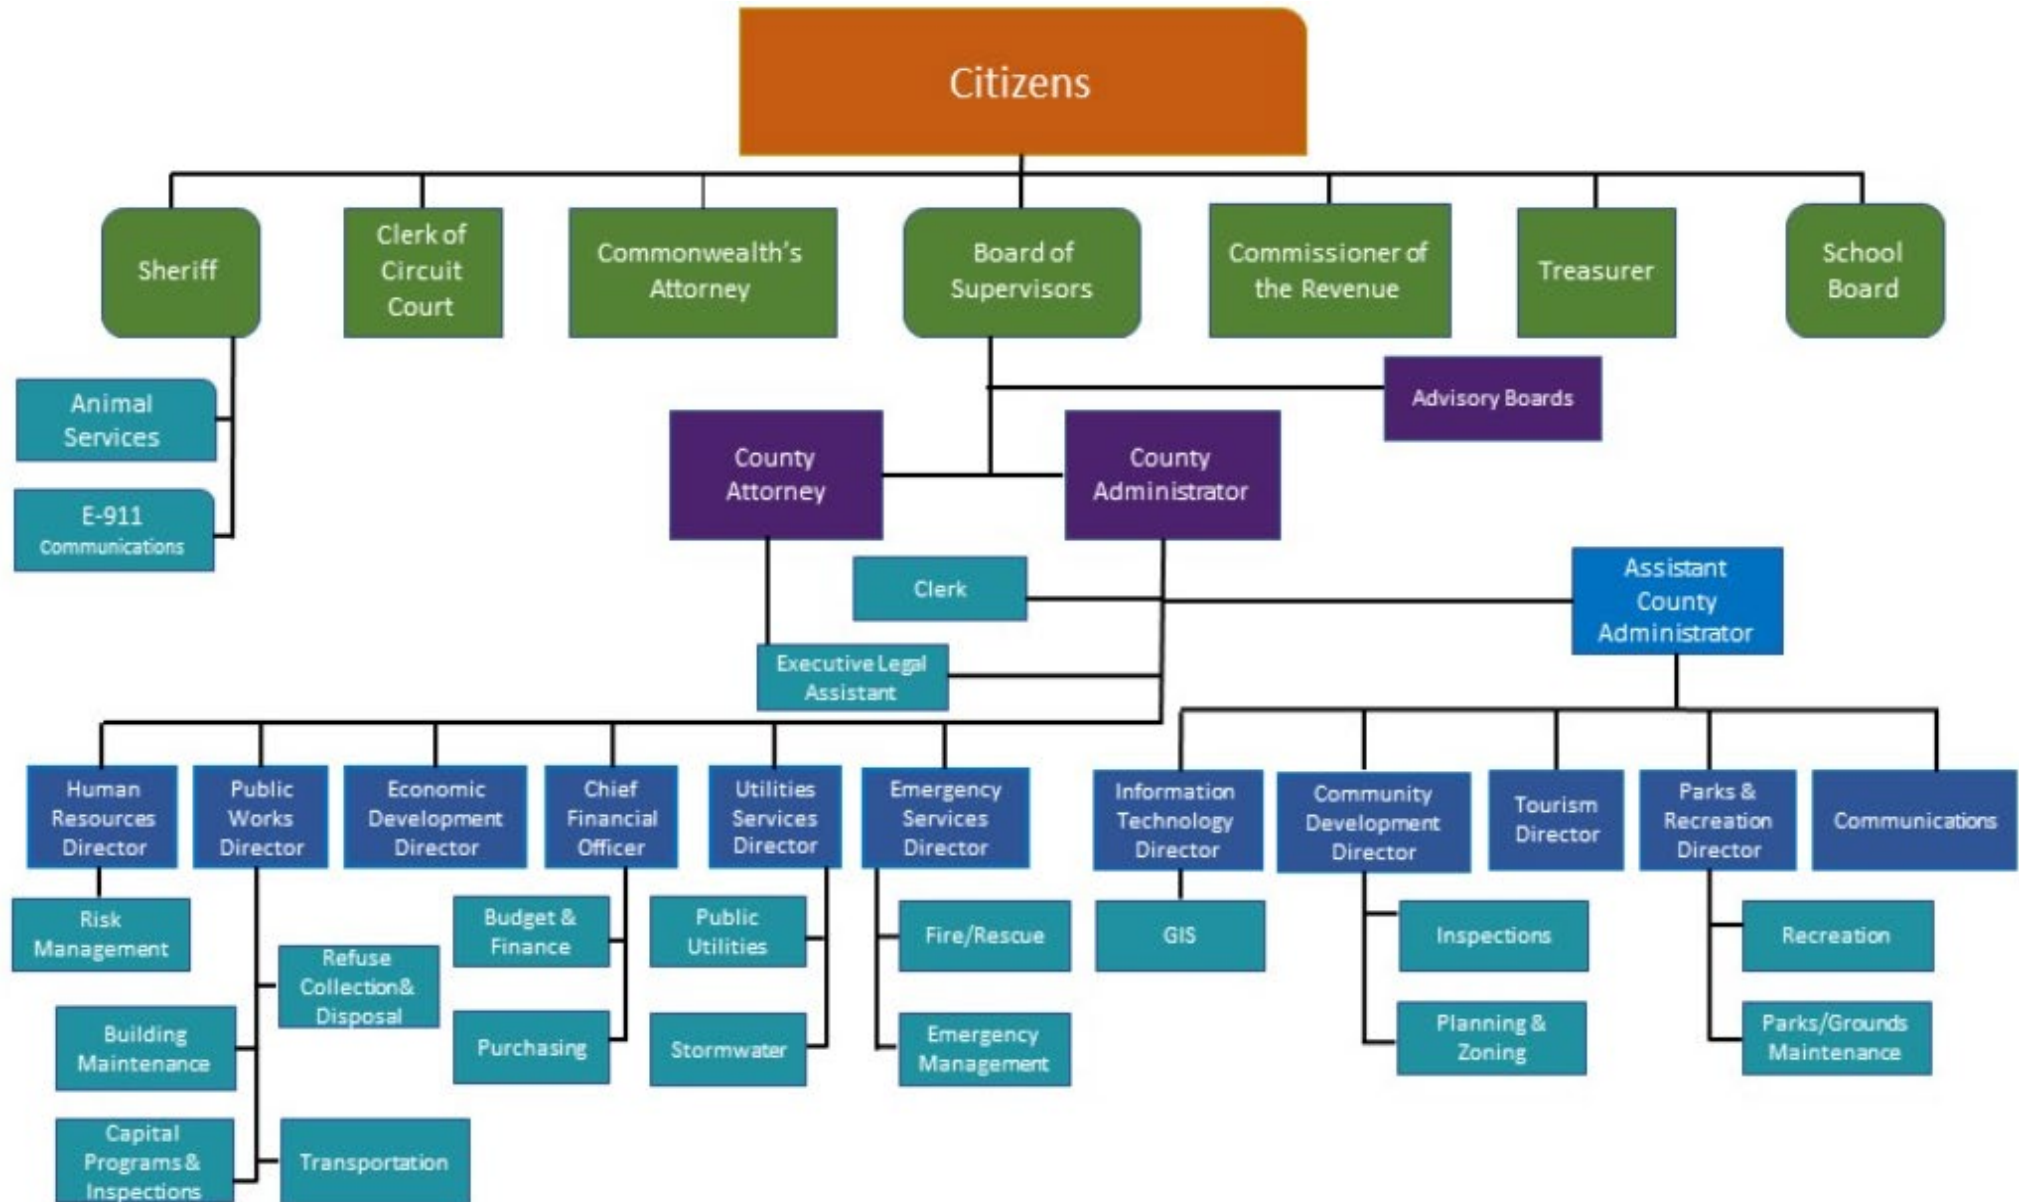 Citizens
Sheriff
Clerk of
Circuit
Court
Commonwealth's
Attorney
Board of
Supervisors
Commissioner of
the Revenue
Treasurer
School
Board
Animal
Services
E-911
Communications
Advisory Boards
County
Attorney
County
Administrator
Clerk
Executive Legal
Assistant
Assistant
County
Administrator
Human
Resources
Director
Public
Works
Director
Economic
Development
Director
Chief
Financial
Officer
Utilities
Services
Director
Emergency
Services
Director
Information
Technology
Director
Community
Development
Director
Tourism
Director
Parks &
Recreation
Director
Communications
Risk
Management
Refuse
Collection&
Disposal
Building
Maintenance
Capital
Programs &
Inspections
Transportation
Budget &
Finance
Purchasing
Public
Utilities
Stormwater
Fire/Rescue
Emergency
Management
GIS
Inspections
Planning &
Zoning
Recreation
Parks/Grounds
Maintenance